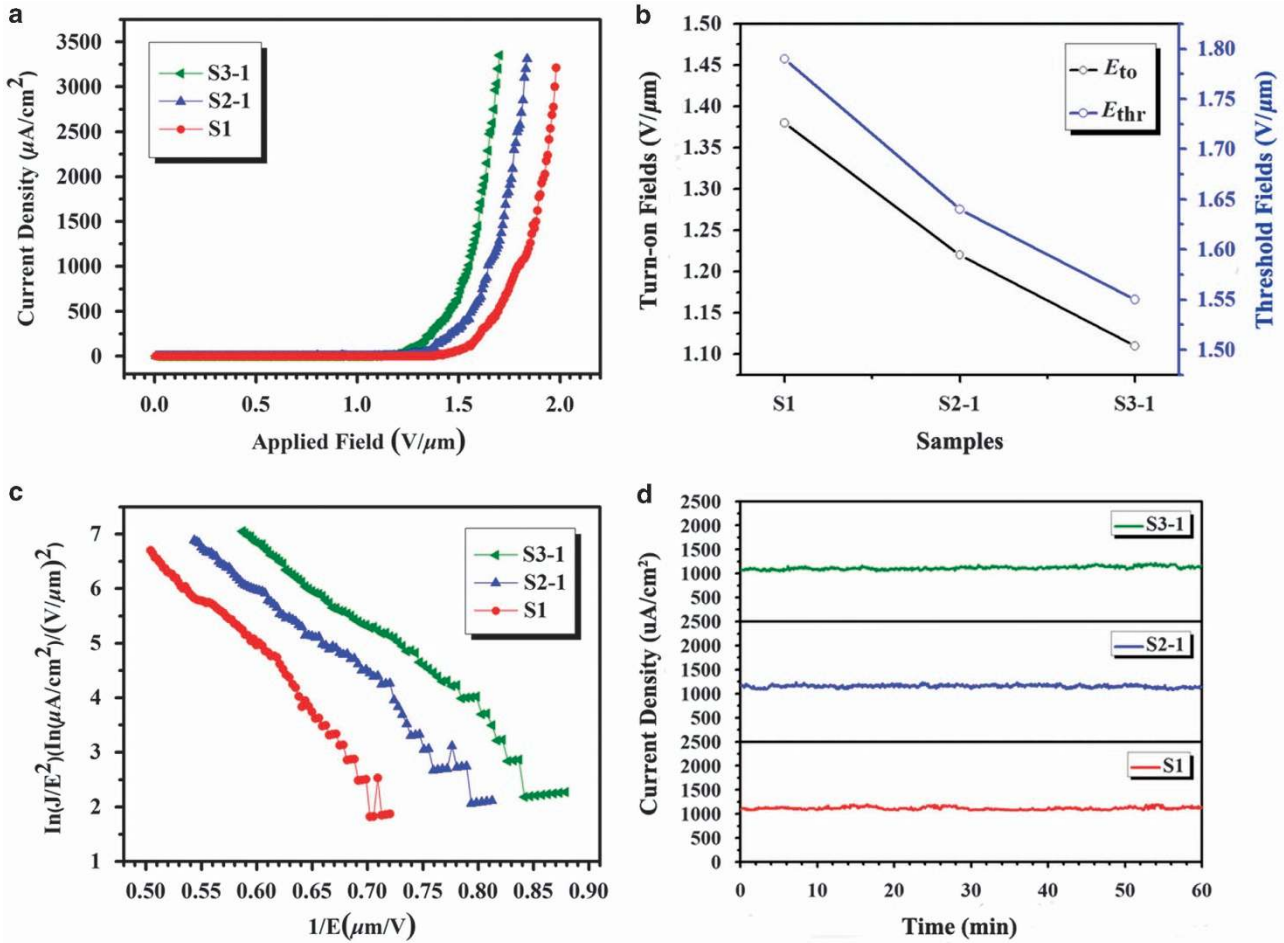 a
3500
3000
2500
2000
1500
1000
500
0
Current Density (μA/cm²)
S3-1
S2-1
S1
0.0 0.5 1.0 1.5 2.0
Applied Field (V/μm)
b
1.50
1.45
1.40
1.35
1.30
1.25
1.20
1.15
1.10
Turn-on Fields (V/μm)
Eto
Ethr
1.80
1.75
1.70
1.65
1.60
1.55
1.50
Threshold Fields (V/μm)
S1 S2-1 S3-1
Samples
c
7
6
5
4
3
2
1
In(J/E²)(In(μA/cm²)/(V/μm)²
S3-1
S2-1
S1
0.50 0.55 0.60 0.65 0.70 0.75 0.80 0.85 0.90
1/E(μm/V)
d
2500
2000
1500
1000
500
2500
2000
1500
1000
500
2500
2000
1500
1000
500
0
Current Density (uA/cm²)
S3-1
S2-1
S1
0 10 20 30 40 50 60
Time (min)